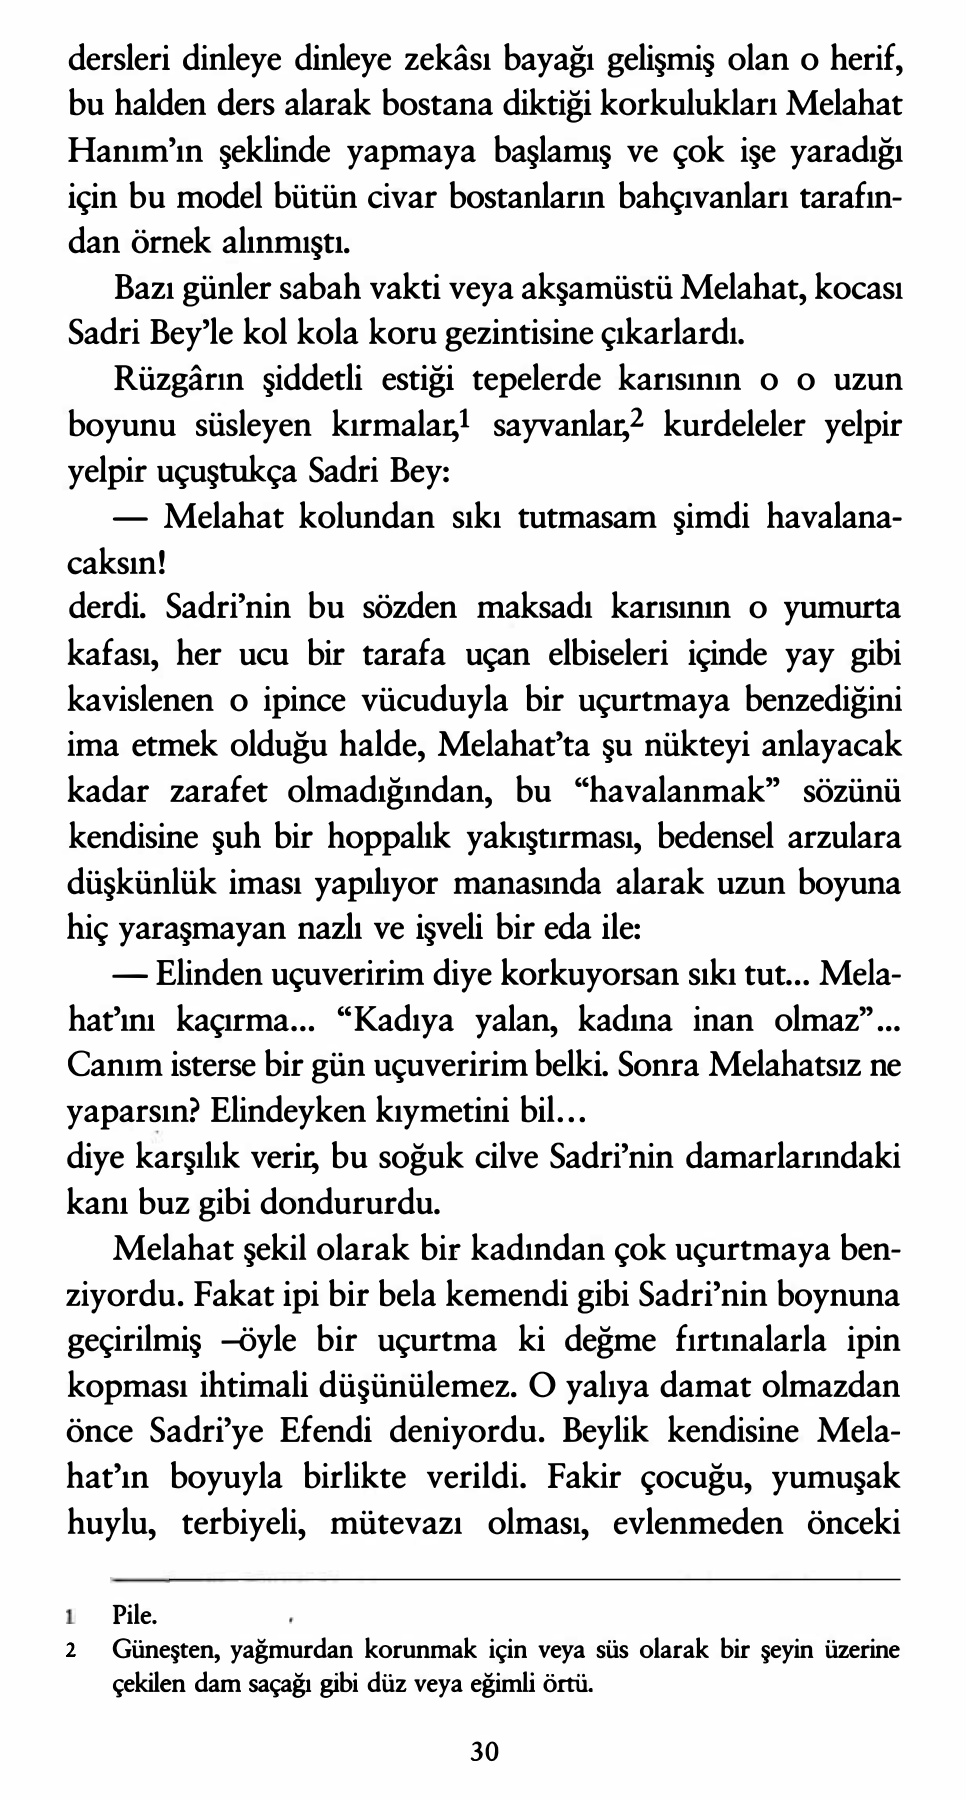 dersleri dinleye dinleye zekâsı bayağı gelişmiş olan o herif,
bu halden ders alarak bostana diktiği korkulukları Melahat
Hanım’ın şeklinde yapmaya başlamış ve çok işe yaradığı
için bu model bütün civar bostanların bahçıvanları tarafın-
dan örnek alınmıştı.
Bazı günler sabah vakti veya akşamüstü Melahat, kocası
Sadri Bey’le kol kola koru gezintisine çıkarlardı.
Rüzgârın şiddetli estiği tepelerde karısının o o uzun
boyunu süsleyen kırmalar,1 sayvanlar,2 kurdeleler yelpir
yelpir uçuştukça Sadri Bey:
— Melahat kolundan sıkı tutmasam şimdi havalana-
caksın!
derdi. Sadri’nin bu sözden maksadı karısının o yumurta
kafası, her ucu bir tarafa uçan elbiseleri içinde yay gibi
kavislenen o ipince vücuduyla bir uçurtmaya benzediğini
ima etmek olduğu halde, Melahat’ta şu nükteyi anlayacak
kadar zarafet olmadığından, bu “havalanmak” sözünü
kendisine şuh bir hoppalık yakıştırması, bedensel arzulara
düşkünlük iması yapılıyor manasında alarak uzun boyuna
hiç yaraşmayan nazlı ve işveli bir eda ile:
— Elinden uçuveririm diye korkuyorsan sıkı tut... Mela-
hat’ını kaçırma... “Kadıya yalan, kadına inan olmaz”...
Canım isterse bir gün uçuveririm belki. Sonra Melahatsız ne
yaparsın? Elindeyken kıymetini bil...
diye karşılık verir, bu soğuk cilve Sadri’nin damarlarındaki
kanı buz gibi dondururdu.
Melahat şekil olarak bir kadından çok uçurtmaya ben-
ziyordu. Fakat ipi bir bela kemendi gibi Sadri’nin boynuna
geçirilmiş –öyle bir uçurtma ki değme fırtınalarla ipin
kopması ihtimali düşünülemez. O yalıya damat olmazdan
önce Sadri’ye Efendi deniyordu. Beylik kendisine Mela-
hat’ın boyuyla birlikte verildi. Fakir çocuğu, yumuşak
huylu, terbiyeli, mütevazı olması, evlenmeden önceki
1 Pile.
2 Güneşten, yağmurdan korunmak için veya süs olarak bir şeyin üzerine
çekilen dam saçağı gibi düz veya eğimli örtü.
30